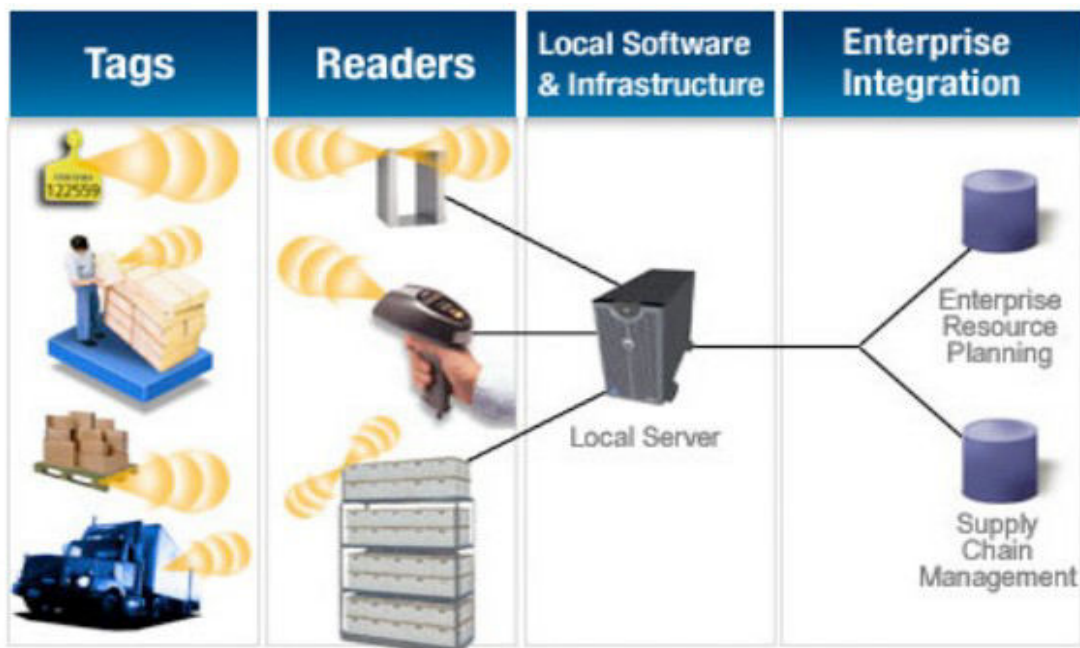 Tags
Readers
Local Software
& Infrastructure
Enterprise
Integration
122559
Local Server
Enterprise
Resource
Planning
Supply
Chain
Management